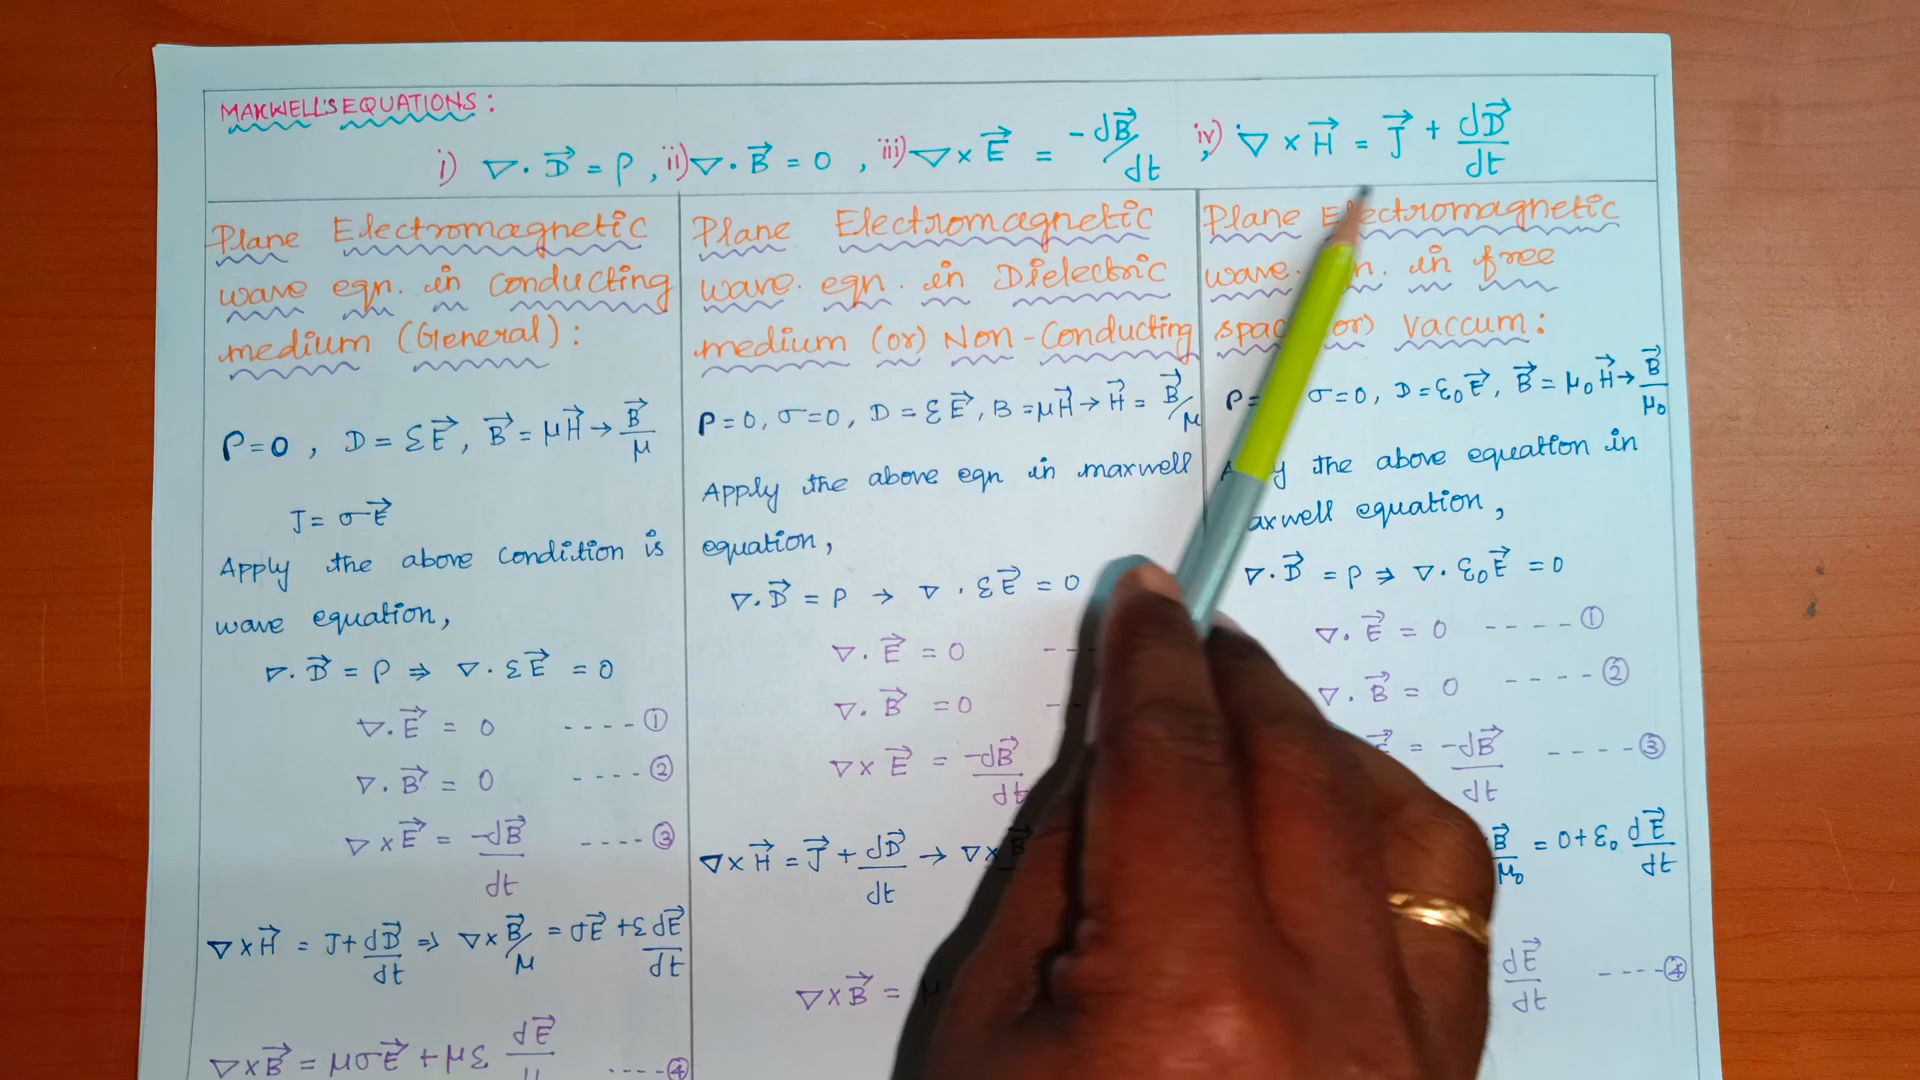 MAXWELL'S EQUATIONS :
i) ∇·D⃗ = ρ , ii) ∇·B⃗ = 0 , iii) ∇×E⃗ = -dB⃗/dt , iv) ∇×H⃗ = J⃗ + dD⃗/dt
Plane Electromagnetic
wave eqn. in conducting
medium (General) :
ρ=0 , D = εE⃗, B⃗ = μH⃗ → B⃗/μ
J = σE⃗
Apply the above condition is
wave equation,
∇·D⃗ = ρ ⇒ ∇·εE⃗ = 0
∇·E⃗ = 0 ---- ①
∇·B⃗ = 0 ---- ②
∇×E⃗ = -dB⃗/dt ---- ③
∇×H⃗ = J+dD⃗/dt ⇒ ∇×B⃗/μ = σE⃗ +ε dE⃗/dt
∇×B⃗ = μσE⃗ + με dE⃗/ ---- ④
Plane Electromagnetic
wave. eqn. in Dielectric
medium (or) Non-Conducting
ρ=0, σ=0, D = εE⃗, B=μH⃗ → H⃗ = B⃗/μ
Apply the above eqn in maxwell
equation,
∇·D⃗ = ρ → ∇·εE⃗ = 0
∇·E⃗ = 0 --
∇·B⃗ = 0 -
∇×E⃗ = -dB⃗/dt
∇×H⃗ = J⃗ + dD⃗/dt → ∇×B⃗
∇×B⃗ = μ
Plane Electromagnetic
wave. n. in free
spac or) Vaccum :
ρ= σ=0, D = ε₀E⃗, B⃗ = μ₀H⃗ → B⃗/μ₀
the above equation in
axwell equation,
∇·D⃗ = ρ ⇒ ∇·ε₀E⃗ = 0
∇·E⃗ = 0 ---- ①
∇·B⃗ = 0 ---- ②
= -dB⃗/dt ---- ③
B⃗/μ₀ = 0+ε₀ dE⃗/dt
dE⃗/dt ---- ④